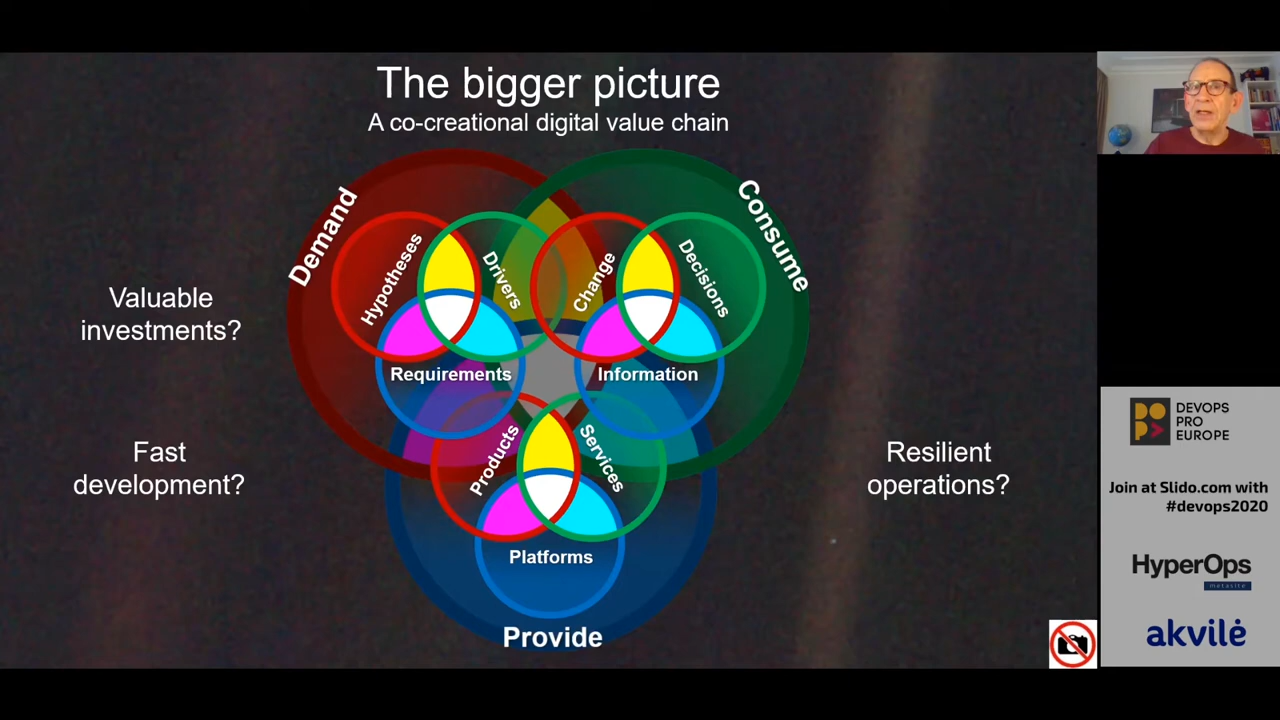 The bigger picture
A co-creational digital value chain
Demand
Consume
Hypotheses
Drivers
Change
Decisions
Valuable
investments?
Requirements
Information
Fast
development?
Products
Services
Resilient
operations?
Platforms
Provide
DEVOPS
PRO
EUROPE
Join at Slido.com with
#devops2020
HyperOps
metasite
akvilė